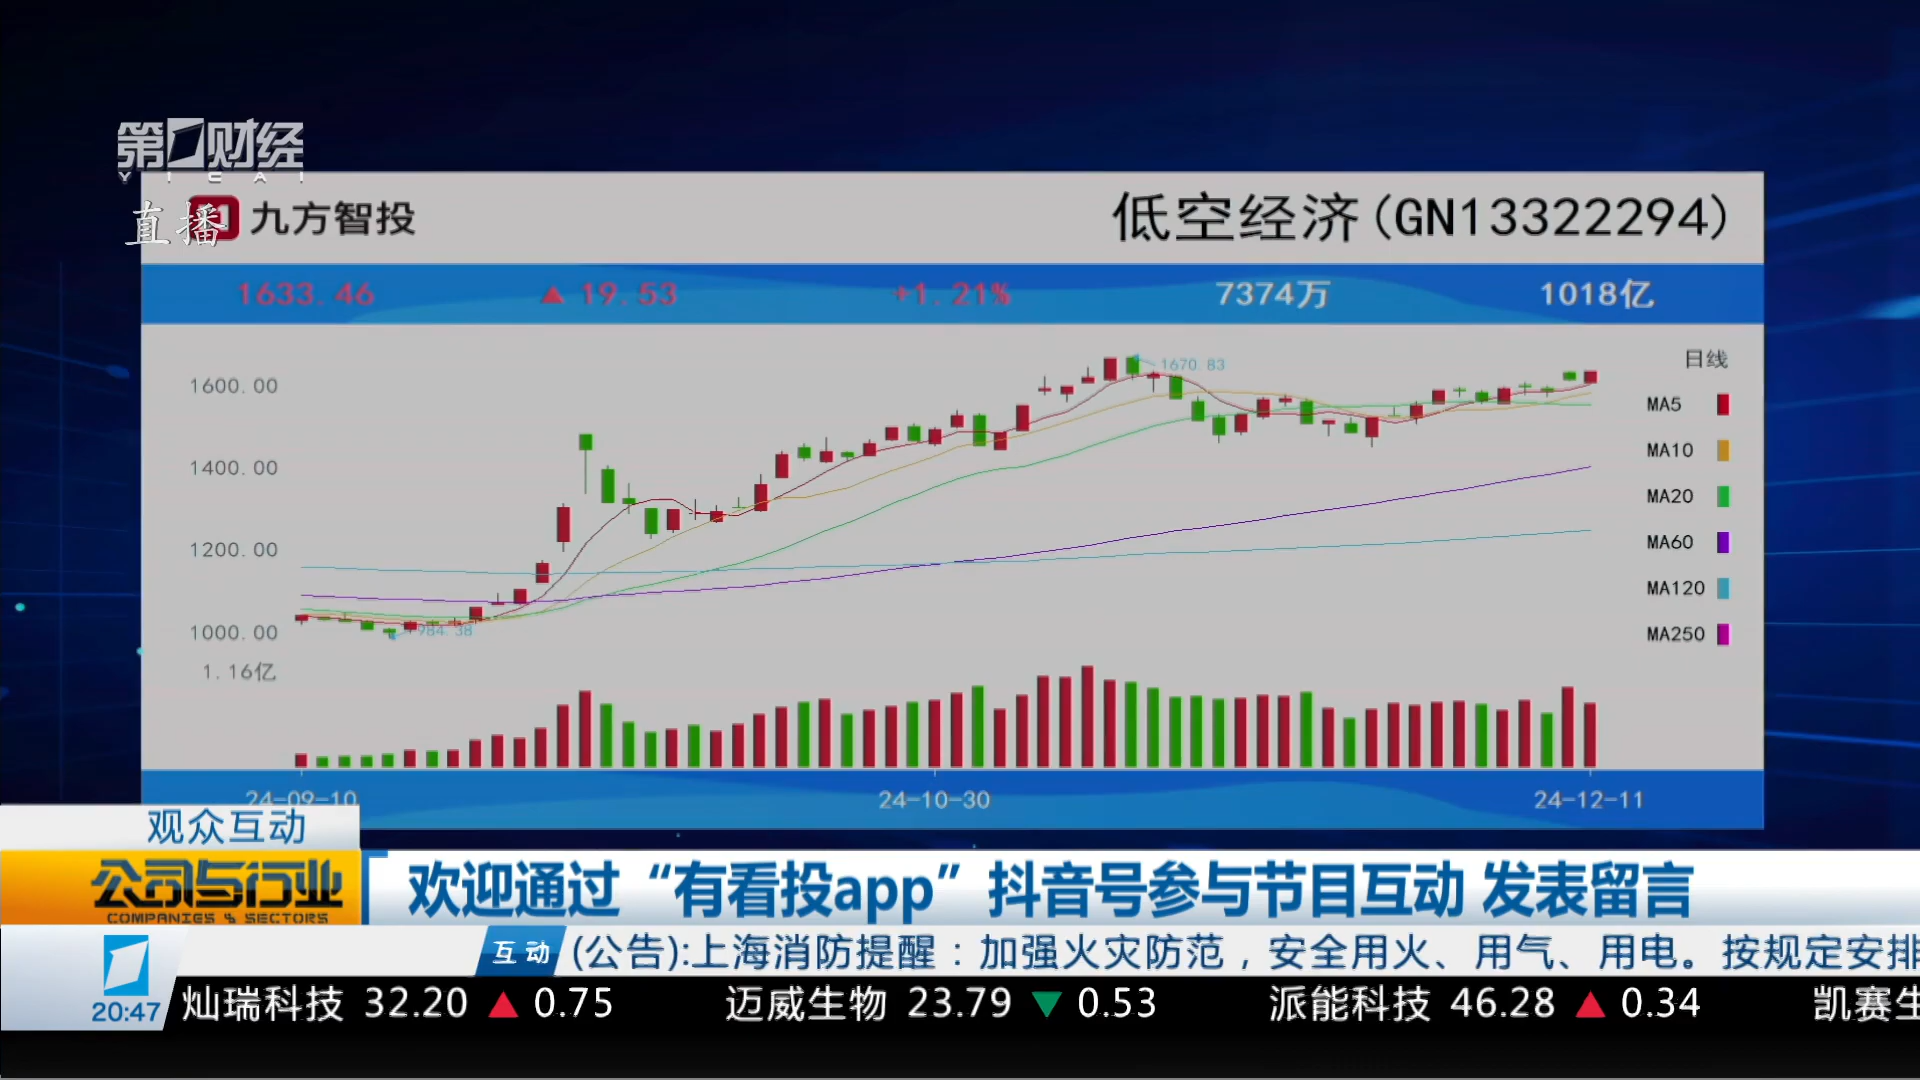 第1财经
YICAI
直播
九方智投
低空经济(GN13322294)
1633.46 ▲ 19.53 +1.21% 7374万 1018亿
日线
1670.83
1600.00
1400.00
1200.00
1000.00
984.38
1.16亿
MA5
MA10
MA20
MA60
MA120
MA250
24-09-10 24-10-30 24-12-11
观众互动
公司与行业
COMPANIES & SECTORS
欢迎通过“有看投app”抖音号参与节目互动 发表留言
互动 (公告):上海消防提醒：加强火灾防范，安全用火、用气、用电。按规定安排
20:47
灿瑞科技 32.20 ▲ 0.75 迈威生物 23.79 ▼ 0.53 派能科技 46.28 ▲ 0.34 凯赛生